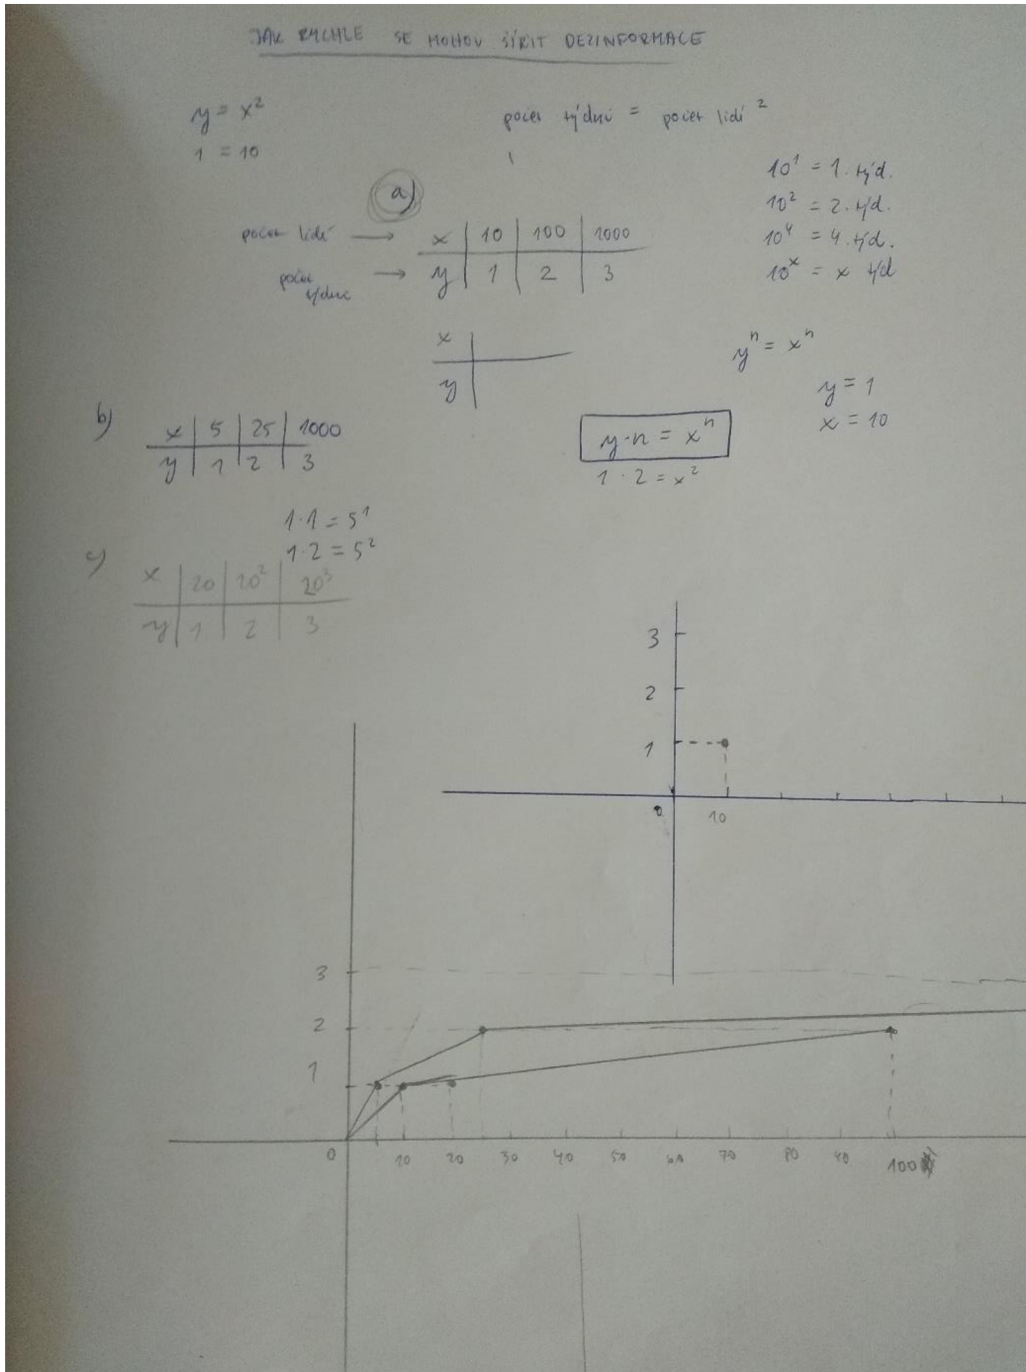 JAK RYCHLE SE MOHOU ŠÍŘIT DEZINFORMACE
y = x²
1 = 10
počet týdnů = počet lidí ²
10¹ = 1. týd.
10² = 2. týd.
10⁴ = 4. týd.
10ˣ = x týd
a)
počet lidí → x | 10 | 100 | 1000
počet týdnů → y | 1 | 2 | 3
x
y
yⁿ = xⁿ
y = 1
x = 10
b)
x | 5 | 25 | 1000
y | 1 | 2 | 3
y·n = xⁿ
1 · 2 = x²
1·1 = 5¹
1·2 = 5²
c)
x | 20 | 20² | 20³
y | 1 | 2 | 3
3
2
1
0 10
3
2
1
0 10 20 30 40 50 60 70 80 90 100